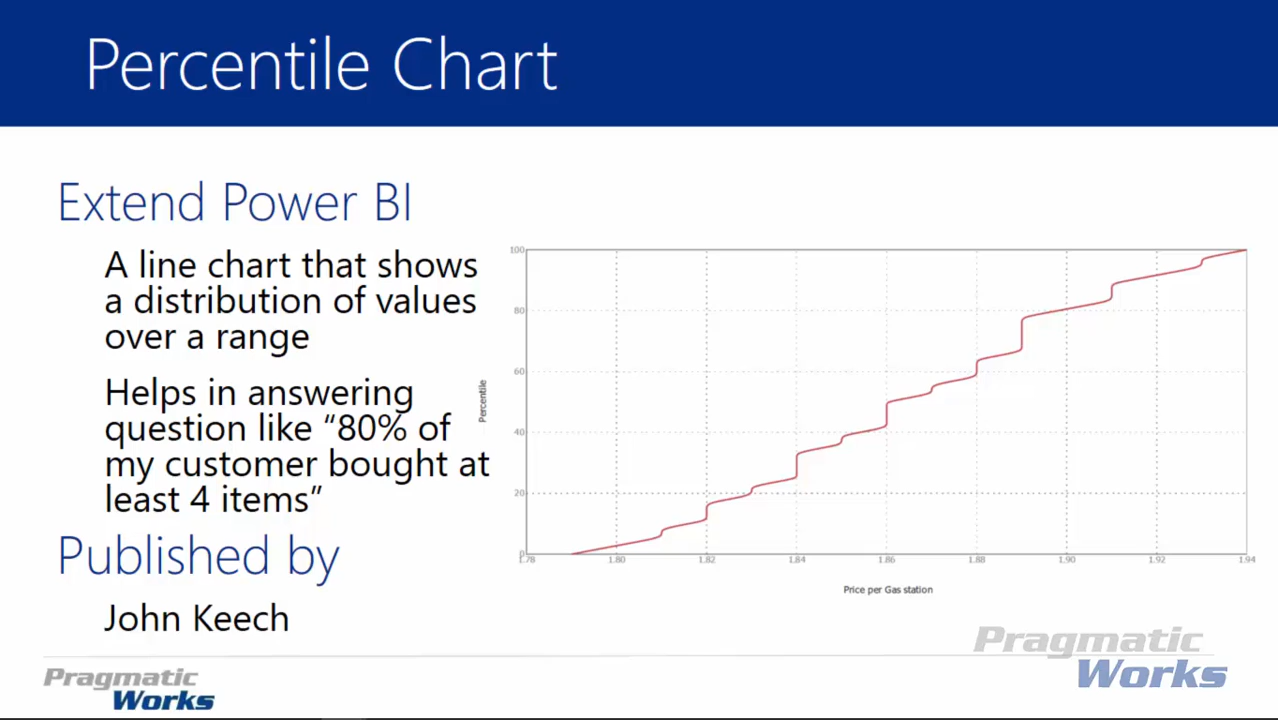 Percentile Chart
Extend Power BI
A line chart that shows
a distribution of values
over a range
Helps in answering
question like “80% of
my customer bought at
least 4 items”
Published by
John Keech
100
80
60
40
20
0
Percentile
1.78
1.80
1.82
1.84
1.86
1.88
1.90
1.92
1.94
Price per Gas station
Pragmatic
Works
Pragmatic
Works